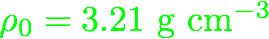 ρ₀ = 3.21 g cm⁻³